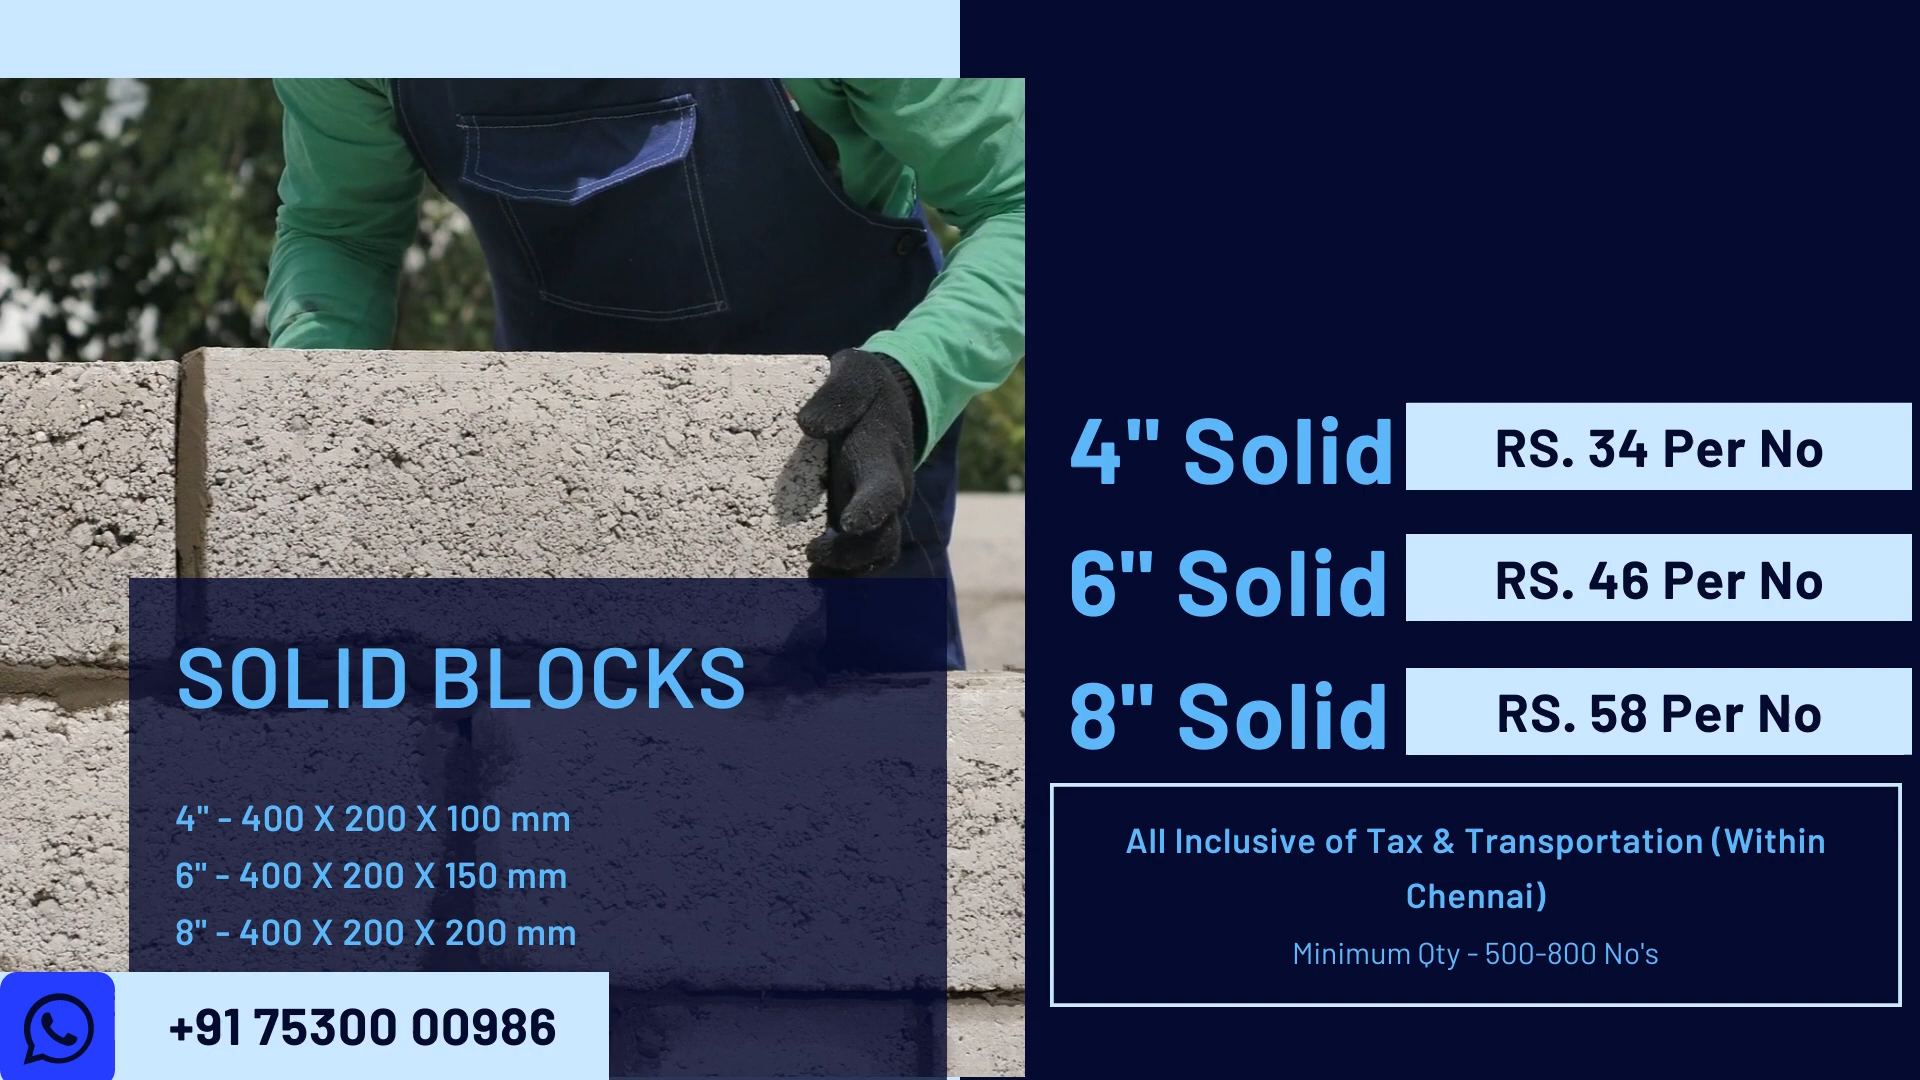 SOLID BLOCKS
4" - 400 X 200 X 100 mm
6" - 400 X 200 X 150 mm
8" - 400 X 200 X 200 mm
+91 75300 00986
4" Solid RS. 34 Per No
6" Solid RS. 46 Per No
8" Solid RS. 58 Per No
All Inclusive of Tax & Transportation (Within
Chennai)
Minimum Qty - 500-800 No's